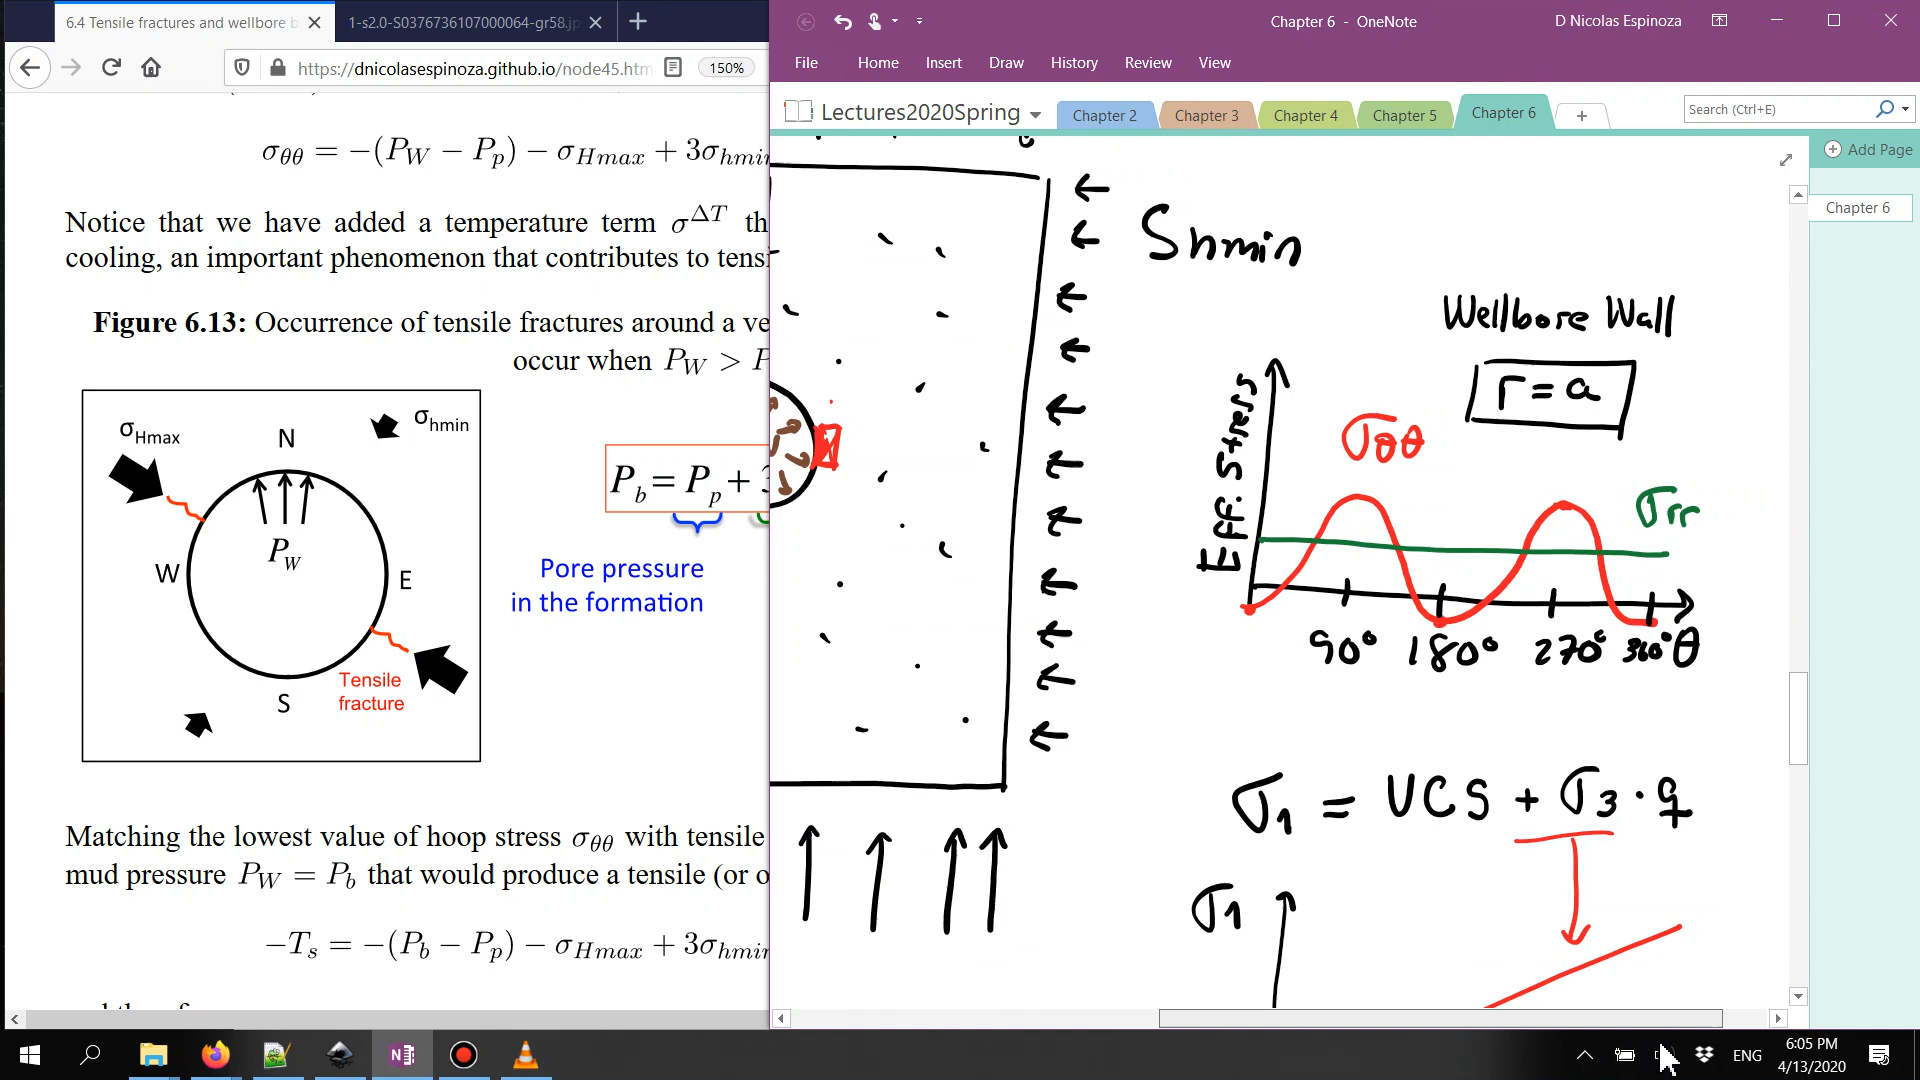 6.4 Tensile fractures and wellbore b
1-s2.0-S0376736107000064-gr58.jp
https://dnicolasespinoza.github.io/node45.htm
150%
σθθ = −(PW − Pp) − σHmax + 3σhmin
Notice that we have added a temperature term σ^ΔT th
cooling, an important phenomenon that contributes to tensi
Figure 6.13: Occurrence of tensile fractures around a ve
occur when PW > P
σHmax
N
σhmin
PW
W
E
S
Tensile
fracture
Pb = Pp + 3
Pore pressure
in the formation
Matching the lowest value of hoop stress σθθ with tensile
mud pressure PW = Pb that would produce a tensile (or o
−Ts = −(Pb − Pp) − σHmax + 3σhmin
Chapter 6 - OneNote
D Nicolas Espinoza
File
Home
Insert
Draw
History
Review
View
Lectures2020Spring
Chapter 2
Chapter 3
Chapter 4
Chapter 5
Chapter 6
Search (Ctrl+E)
Add Page
Chapter 6
Shmin
Wellbore Wall
r = a
Eff. Stress
σθθ
σrr
90° 180° 270° 360° θ
σ1 = UCS + σ3 · q
σ1
ENG
6:05 PM
4/13/2020